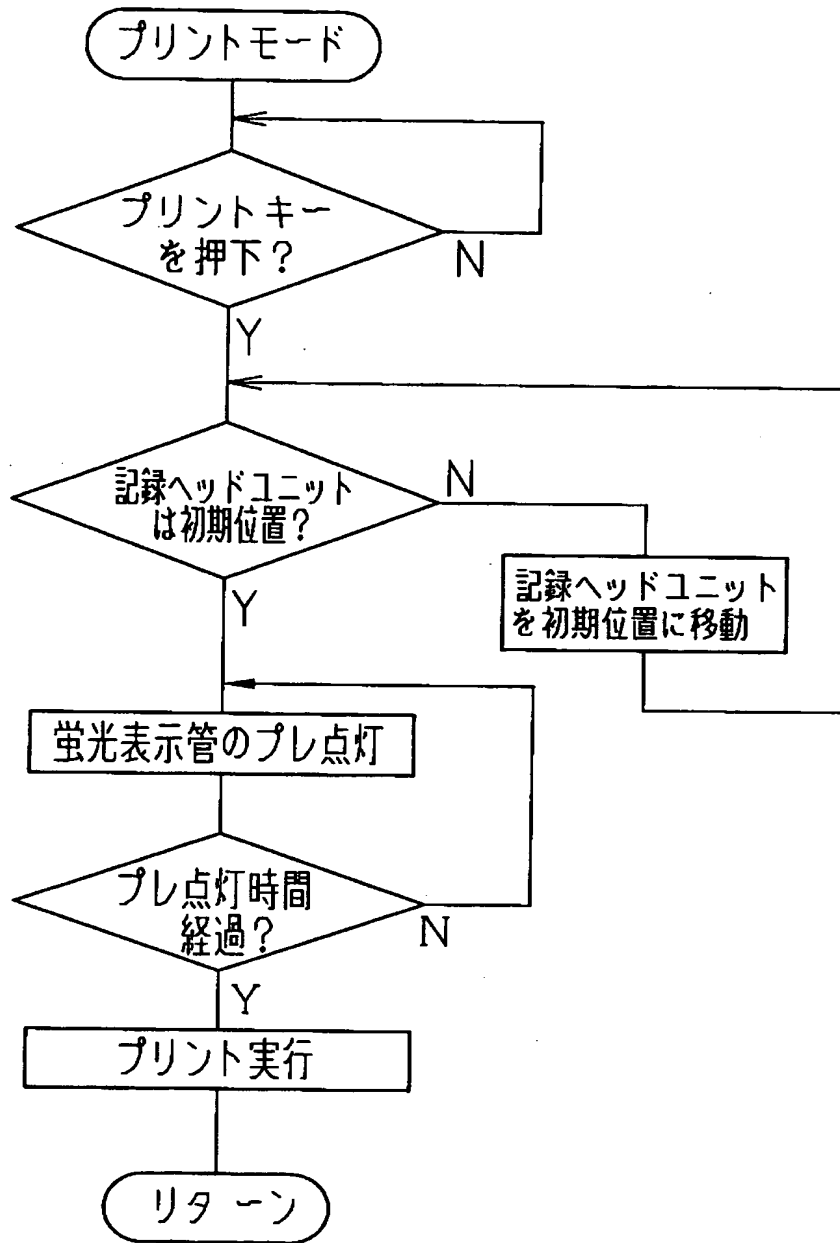 プリントモード
プリントキー
を押下?
N
Y
記録ヘッドユニット
は初期位置?
N
Y
記録ヘッドユニット
を初期位置に移動
蛍光表示管のプレ点灯
プレ点灯時間
経過?
N
Y
プリント実行
リターン